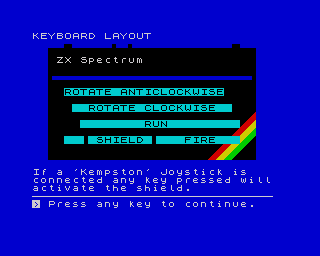 KEYBOARD LAYOUT
ZX Spectrum
ROTATE ANTICLOCKWISE
ROTATE CLOCKWISE
RUN
SHIELD FIRE
If a 'Kempston' Joystick is
connected any key pressed will
activate the shield.
> Press any key to continue.